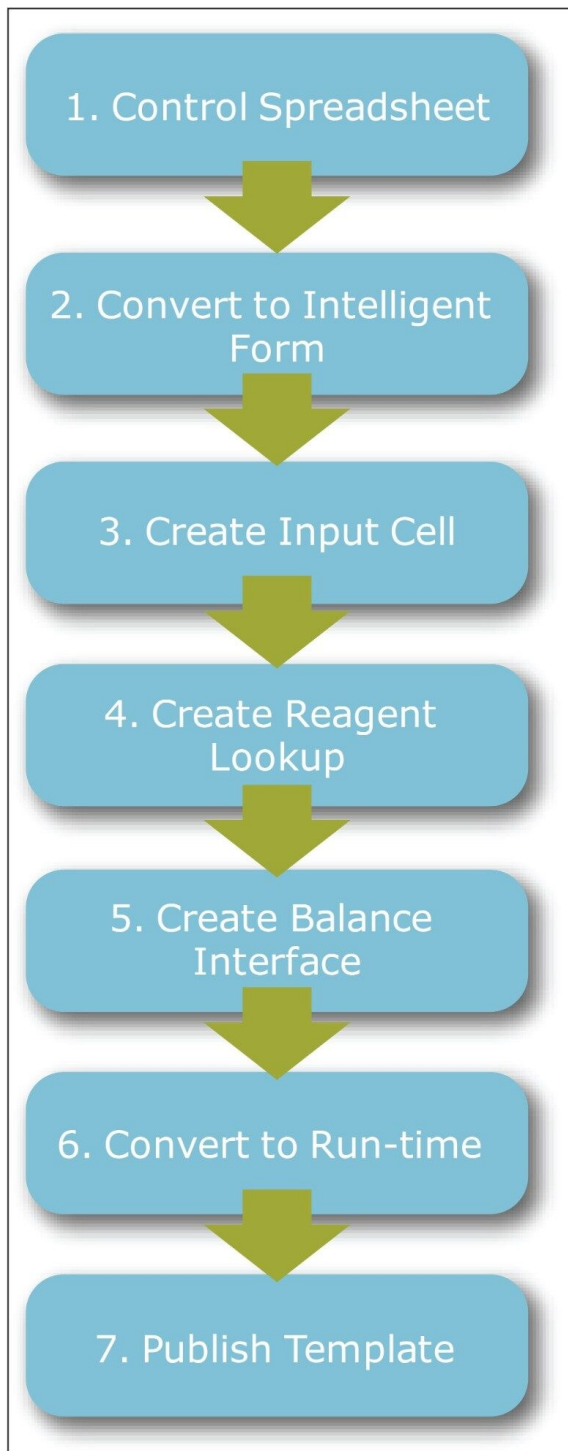 1. Control Spreadsheet
2. Convert to Intelligent
Form
3. Create Input Cell
4. Create Reagent
Lookup
5. Create Balance
Interface
6. Convert to Run-time
7. Publish Template